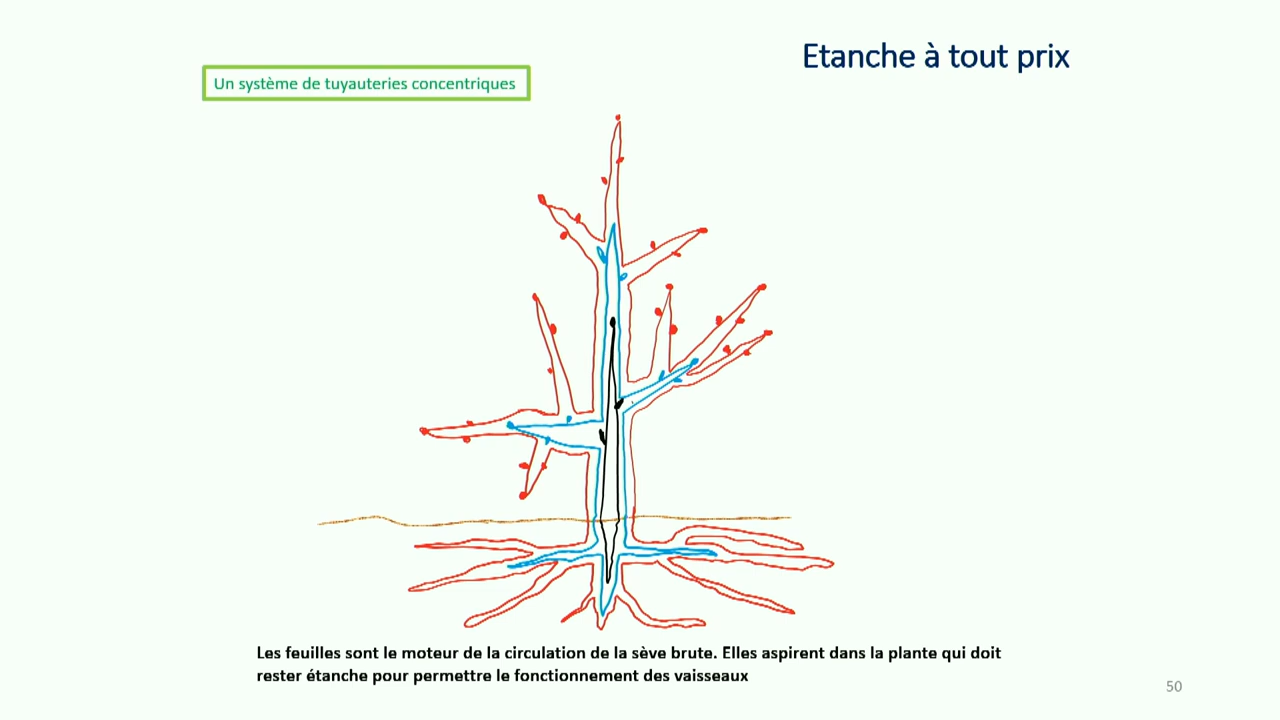 Etanche à tout prix
Un système de tuyauteries concentriques
Les feuilles sont le moteur de la circulation de la sève brute. Elles aspirent dans la plante qui doit
rester étanche pour permettre le fonctionnement des vaisseaux
50